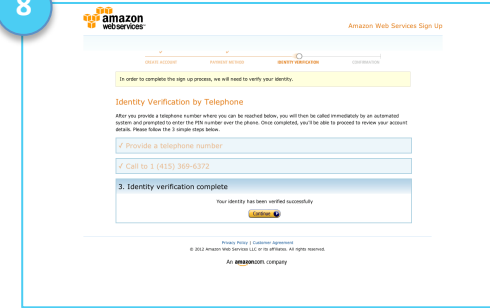 8
amazon
webservices™
Amazon Web Services Sign Up
CREATE ACCOUNT PAYMENT METHOD IDENTITY VERIFICATION CONFIRMATION
In order to complete the sign up process, we will need to verify your identity.
Identity Verification by Telephone
After you provide a telephone number where you can be reached below, you will then be called immediately by an automated
system and prompted to enter the PIN number over the phone. Once completed, you'll be able to proceed to review your account
details. Please follow the 3 simple steps below.
√ Provide a telephone number
√ Call to 1 (415) 369-6372
3. Identity verification complete
Your identity has been verified successfully
Continue
Privacy Policy | Customer Agreement
© 2012 Amazon Web Services LLC or its affiliates. All rights reserved.
An amazon.com. company